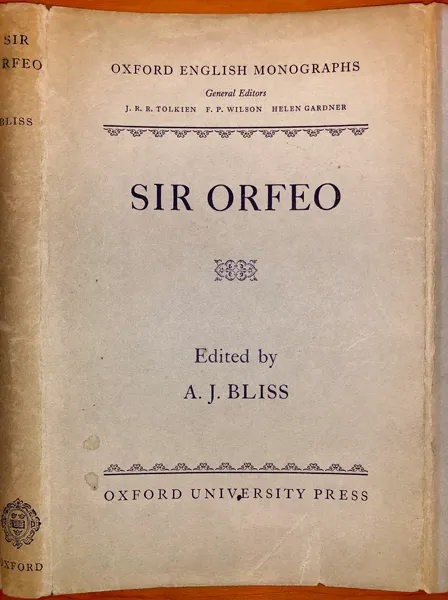 SIR
ORFEO
BLISS
OXFORD
OXFORD ENGLISH MONOGRAPHS
General Editors
J. R. R. TOLKIEN F. P. WILSON HELEN GARDNER
SIR ORFEO
Edited by
A. J. BLISS
OXFORD UNIVERSITY PRESS